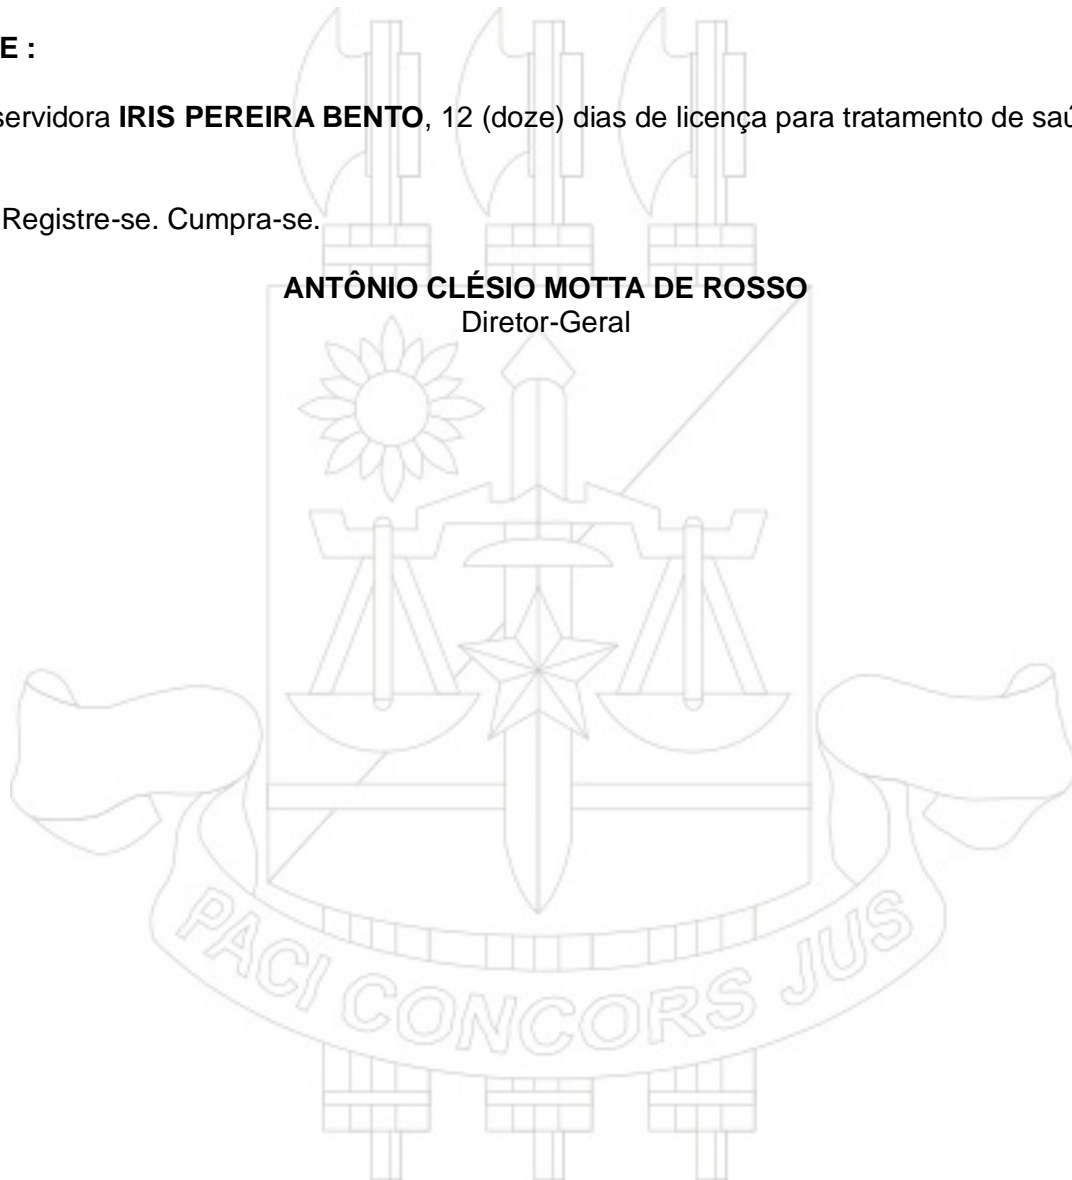 E :
servidora IRIS PEREIRA BENTO, 12 (doze) dias de licença para tratamento de saú
Registre-se. Cumpra-se.
ANTÔNIO CLÉSIO MOTTA DE ROSSO
Diretor-Geral
PACI CONCORS JUS